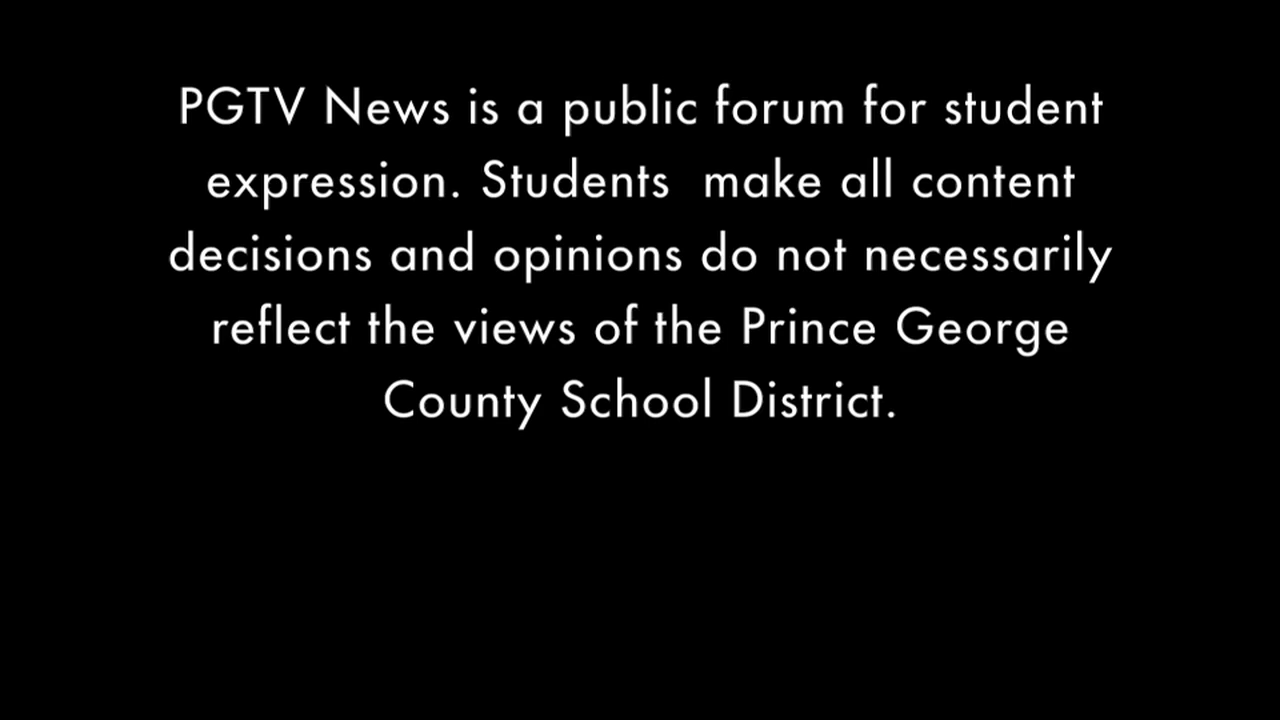 PGTV News is a public forum for student
expression. Students  make all content
decisions and opinions do not necessarily
reflect the views of the Prince George
County School District.